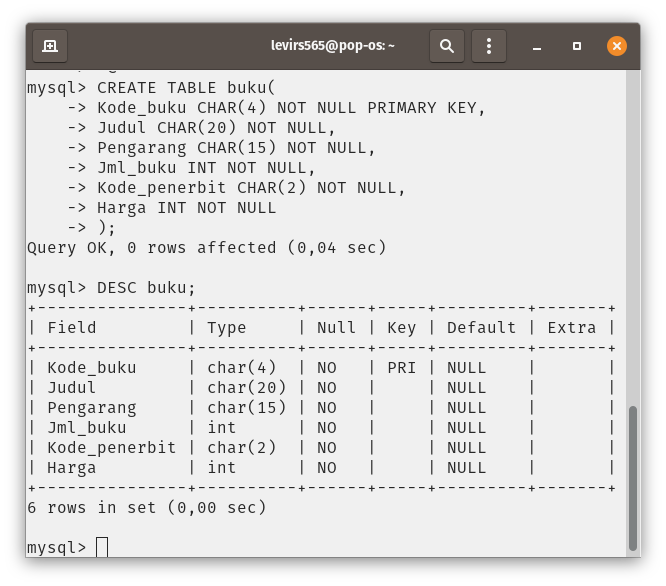 levirs565@pop-os: ~
mysql> CREATE TABLE buku(
    -> Kode_buku CHAR(4) NOT NULL PRIMARY KEY,
    -> Judul CHAR(20) NOT NULL,
    -> Pengarang CHAR(15) NOT NULL,
    -> Jml_buku INT NOT NULL,
    -> Kode_penerbit CHAR(2) NOT NULL,
    -> Harga INT NOT NULL
    -> );
Query OK, 0 rows affected (0,04 sec)

mysql> DESC buku;
+---------------+----------+------+-----+---------+-------+
| Field         | Type     | Null | Key | Default | Extra |
+---------------+----------+------+-----+---------+-------+
| Kode_buku     | char(4)  | NO   | PRI | NULL    |       |
| Judul         | char(20) | NO   |     | NULL    |       |
| Pengarang     | char(15) | NO   |     | NULL    |       |
| Jml_buku      | int      | NO   |     | NULL    |       |
| Kode_penerbit | char(2)  | NO   |     | NULL    |       |
| Harga         | int      | NO   |     | NULL    |       |
+---------------+----------+------+-----+---------+-------+
6 rows in set (0,00 sec)

mysql>